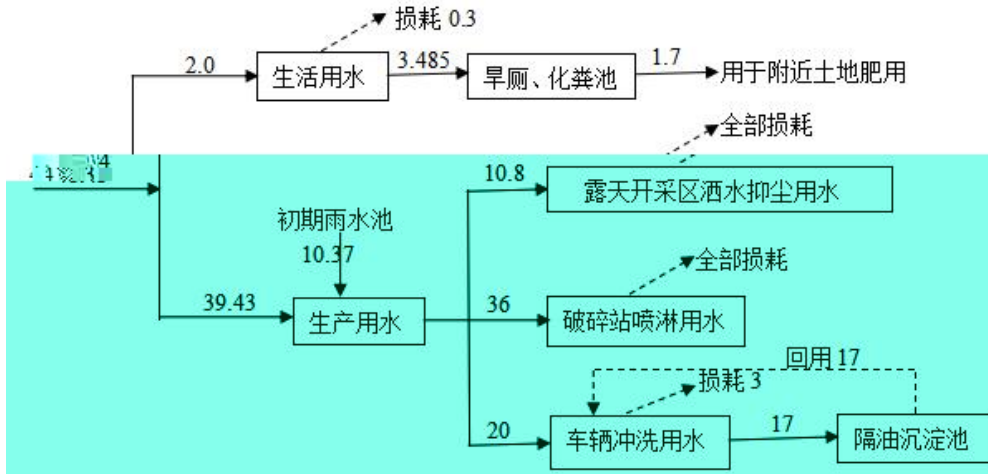 损耗 0.3
2.0
生活用水
3.485
旱厕、化粪池
1.7
用于附近土地肥用
全部损耗
10.8
露天开采区洒水抑尘用水
初期雨水池
10.37
全部损耗
39.43
生产用水
36
破碎站喷淋用水
回用 17
损耗 3
20
车辆冲洗用水
17
隔油沉淀池